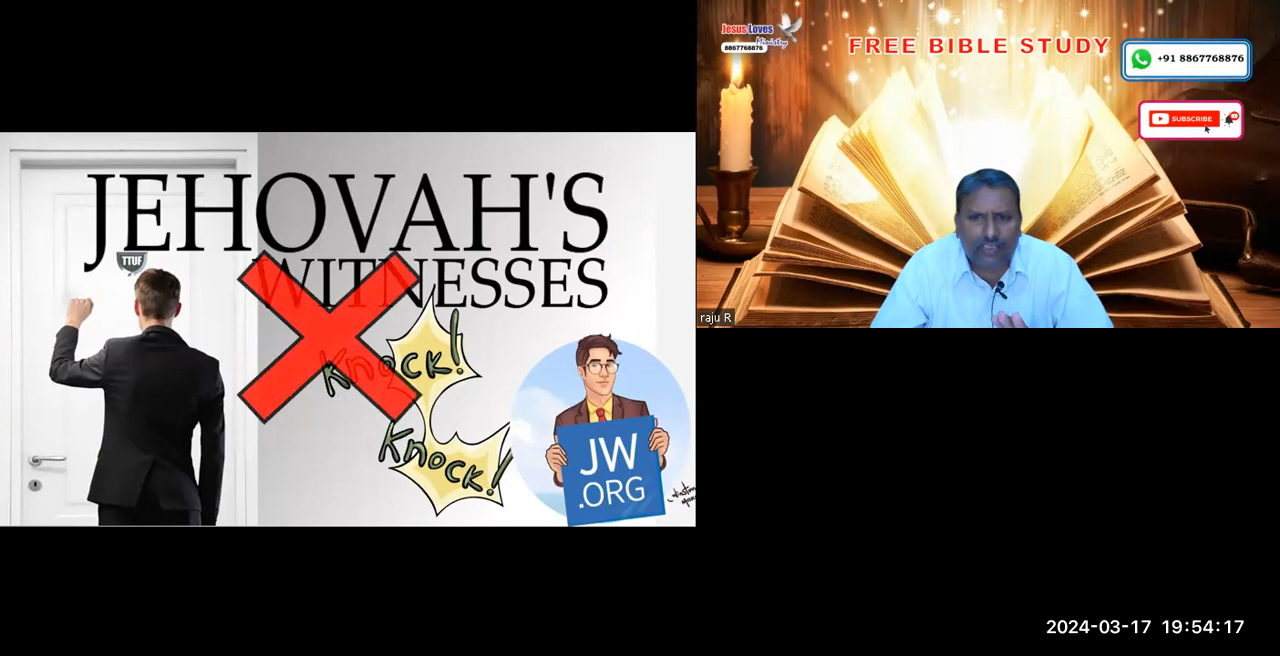 JEHOVAH'S
WITNESSES
TTUF
Knock!
Knock!
JW
.ORG
Jesus Loves
Ministry
8867768876
FREE BIBLE STUDY
+91 8867768876
SUBSCRIBE
raju R
2024-03-17 19:54:17